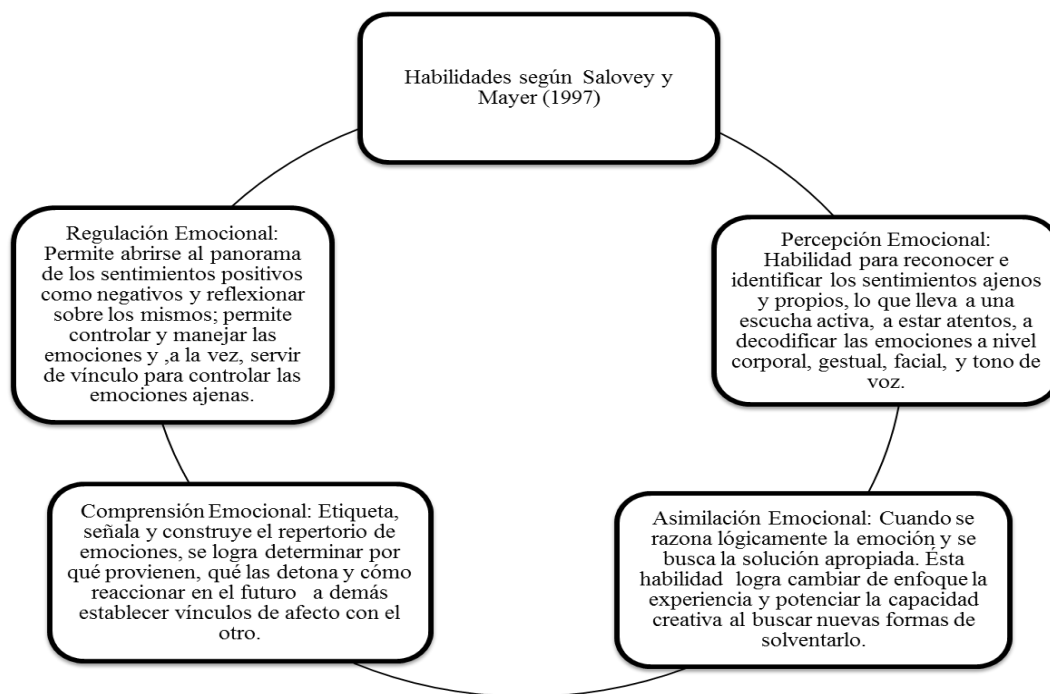 Habilidades según Salovey y
Mayer (1997)
Percepción Emocional:
Habilidad para reconocer e
identificar los sentimientos ajenos
y propios, lo que lleva a una
escucha activa, a estar atentos, a
decodificar las emociones a nivel
corporal, gestual, facial, y tono de
voz.
Asimilación Emocional: Cuando se
razona lógicamente la emoción y se
busca la solución apropiada. Ésta
habilidad logra cambiar de enfoque la
experiencia y potenciar la capacidad
creativa al buscar nuevas formas de
solventarlo.
Comprensión Emocional: Etiqueta,
señala y construye el repertorio de
emociones, se logra determinar por
qué provienen, qué las detona y cómo
reaccionar en el futuro a demás
establecer vínculos de afecto con el
otro.
Regulación Emocional:
Permite abrirse al panorama
de los sentimientos positivos
como negativos y reflexionar
sobre los mismos; permite
controlar y manejar las
emociones y ,a la vez, servir
de vínculo para controlar las
emociones ajenas.